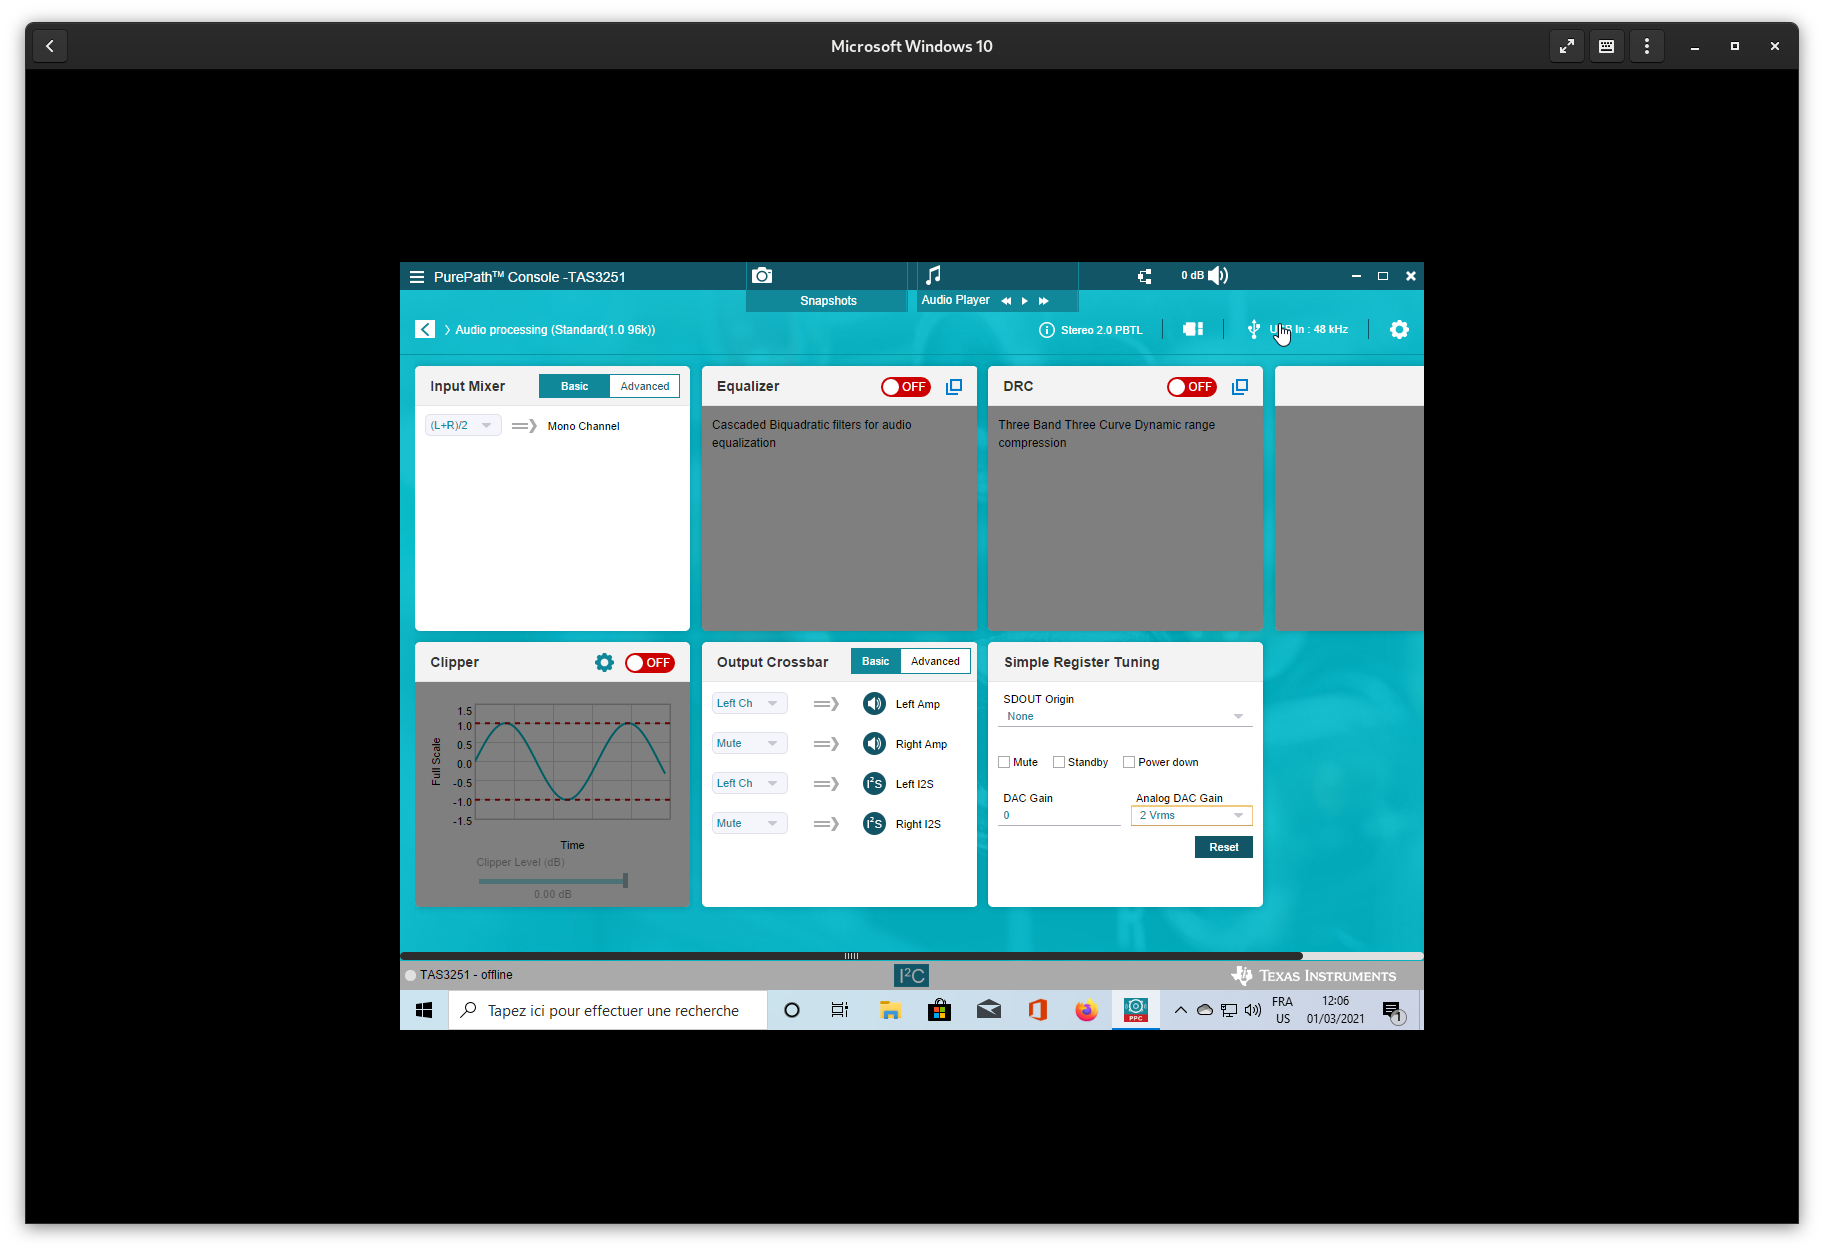 Microsoft Windows 10
PurePath™ Console -TAS3251
0 dB
Snapshots
Audio Player
Audio processing (Standard(1.0 96k))
Stereo 2.0 PBTL
In : 48 kHz
Input Mixer
Basic
Advanced
(L+R)/2
Mono Channel
Equalizer
OFF
Cascaded Biquadratic filters for audio
equalization
DRC
OFF
Three Band Three Curve Dynamic range
compression
Clipper
OFF
Full Scale
1.5
1.0
0.5
0.0
-0.5
-1.0
-1.5
Time
Clipper Level (dB)
0.00 dB
Output Crossbar
Basic
Advanced
Left Ch
Left Amp
Mute
Right Amp
Left Ch
I²S
Left I2S
Mute
I²S
Right I2S
Simple Register Tuning
SDOUT Origin
None
Mute
Standby
Power down
DAC Gain
Analog DAC Gain
0
2 Vrms
Reset
TAS3251 - offline
I²C
TEXAS INSTRUMENTS
Tapez ici pour effectuer une recherche
PPC
FRA
US
12:06
01/03/2021
1